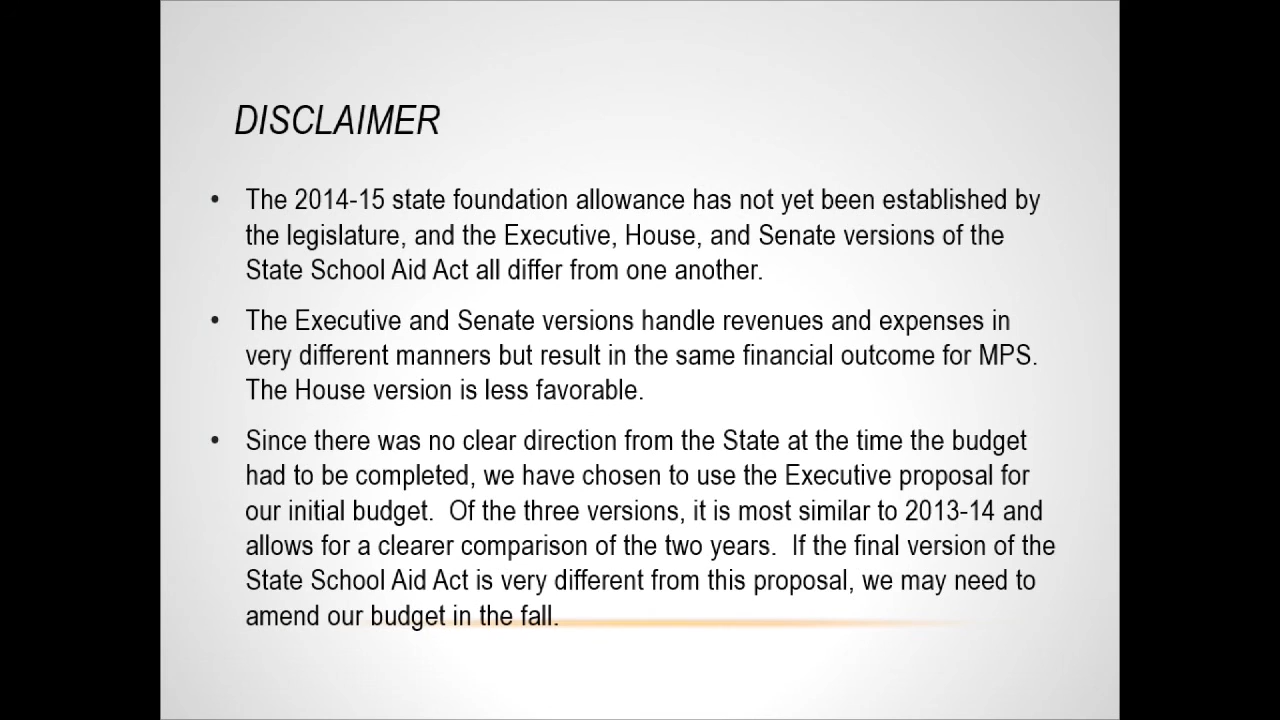 DISCLAIMER
• The 2014-15 state foundation allowance has not yet been established by
the legislature, and the Executive, House, and Senate versions of the
State School Aid Act all differ from one another.
• The Executive and Senate versions handle revenues and expenses in
very different manners but result in the same financial outcome for MPS.
The House version is less favorable.
• Since there was no clear direction from the State at the time the budget
had to be completed, we have chosen to use the Executive proposal for
our initial budget.  Of the three versions, it is most similar to 2013-14 and
allows for a clearer comparison of the two years.  If the final version of the
State School Aid Act is very different from this proposal, we may need to
amend our budget in the fall.